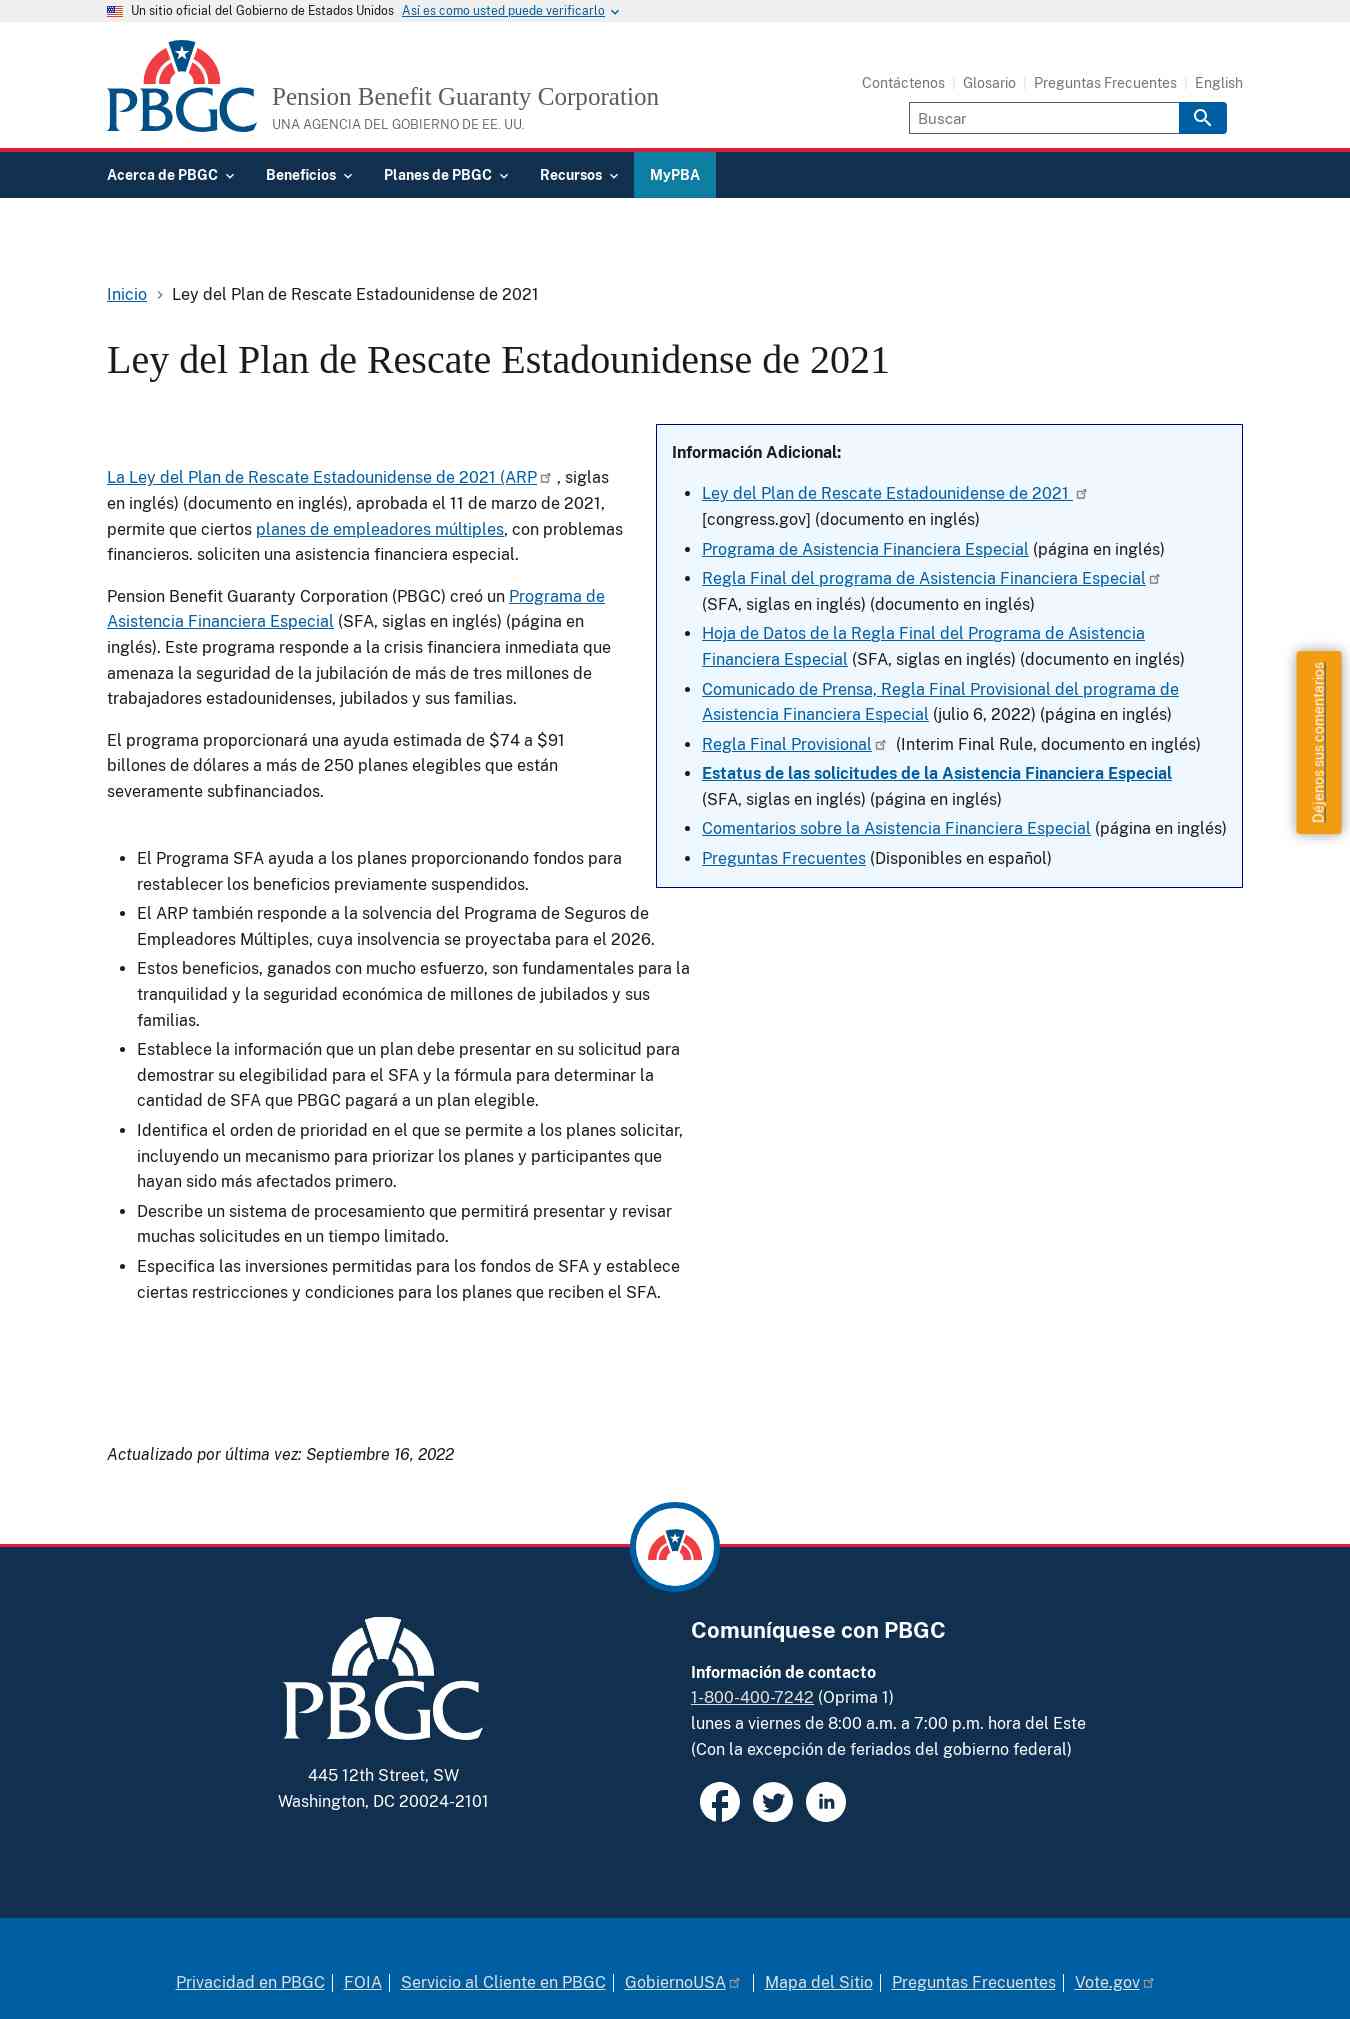 Un sitio oficial del Gobierno de Estados Unidos Así es como usted puede verificarlo
PBGC
Pension Benefit Guaranty Corporation
UNA AGENCIA DEL GOBIERNO DE EE. UU.
Contáctenos Glosario Preguntas Frecuentes English
Buscar
Acerca de PBGC Beneficios Planes de PBGC Recursos MyPBA
Inicio Ley del Plan de Rescate Estadounidense de 2021
Ley del Plan de Rescate Estadounidense de 2021
La Ley del Plan de Rescate Estadounidense de 2021 (ARP , siglas
en inglés) (documento en inglés), aprobada el 11 de marzo de 2021,
permite que ciertos planes de empleadores múltiples, con problemas
financieros. soliciten una asistencia financiera especial.
Pension Benefit Guaranty Corporation (PBGC) creó un Programa de
Asistencia Financiera Especial (SFA, siglas en inglés) (página en
inglés). Este programa responde a la crisis financiera inmediata que
amenaza la seguridad de la jubilación de más de tres millones de
trabajadores estadounidenses, jubilados y sus familias.
El programa proporcionará una ayuda estimada de $74 a $91
billones de dólares a más de 250 planes elegibles que están
severamente subfinanciados.
El Programa SFA ayuda a los planes proporcionando fondos para
restablecer los beneficios previamente suspendidos.
El ARP también responde a la solvencia del Programa de Seguros de
Empleadores Múltiples, cuya insolvencia se proyectaba para el 2026.
Estos beneficios, ganados con mucho esfuerzo, son fundamentales para la
tranquilidad y la seguridad económica de millones de jubilados y sus
familias.
Establece la información que un plan debe presentar en su solicitud para
demostrar su elegibilidad para el SFA y la fórmula para determinar la
cantidad de SFA que PBGC pagará a un plan elegible.
Identifica el orden de prioridad en el que se permite a los planes solicitar,
incluyendo un mecanismo para priorizar los planes y participantes que
hayan sido más afectados primero.
Describe un sistema de procesamiento que permitirá presentar y revisar
muchas solicitudes en un tiempo limitado.
Especifica las inversiones permitidas para los fondos de SFA y establece
ciertas restricciones y condiciones para los planes que reciben el SFA.
Información Adicional:
Ley del Plan de Rescate Estadounidense de 2021
[congress.gov] (documento en inglés)
Programa de Asistencia Financiera Especial (página en inglés)
Regla Final del programa de Asistencia Financiera Especial
(SFA, siglas en inglés) (documento en inglés)
Hoja de Datos de la Regla Final del Programa de Asistencia
Financiera Especial (SFA, siglas en inglés) (documento en inglés)
Comunicado de Prensa, Regla Final Provisional del programa de
Asistencia Financiera Especial (julio 6, 2022) (página en inglés)
Regla Final Provisional (Interim Final Rule, documento en inglés)
Estatus de las solicitudes de la Asistencia Financiera Especial
(SFA, siglas en inglés) (página en inglés)
Comentarios sobre la Asistencia Financiera Especial (página en inglés)
Preguntas Frecuentes (Disponibles en español)
Déjenos sus comentarios
Actualizado por última vez: Septiembre 16, 2022
PBGC
445 12th Street, SW
Washington, DC 20024-2101
Comuníquese con PBGC
Información de contacto
1-800-400-7242 (Oprima 1)
lunes a viernes de 8:00 a.m. a 7:00 p.m. hora del Este
(Con la excepción de feriados del gobierno federal)
Privacidad en PBGC FOIA Servicio al Cliente en PBGC GobiernoUSA Mapa del Sitio Preguntas Frecuentes Vote.gov